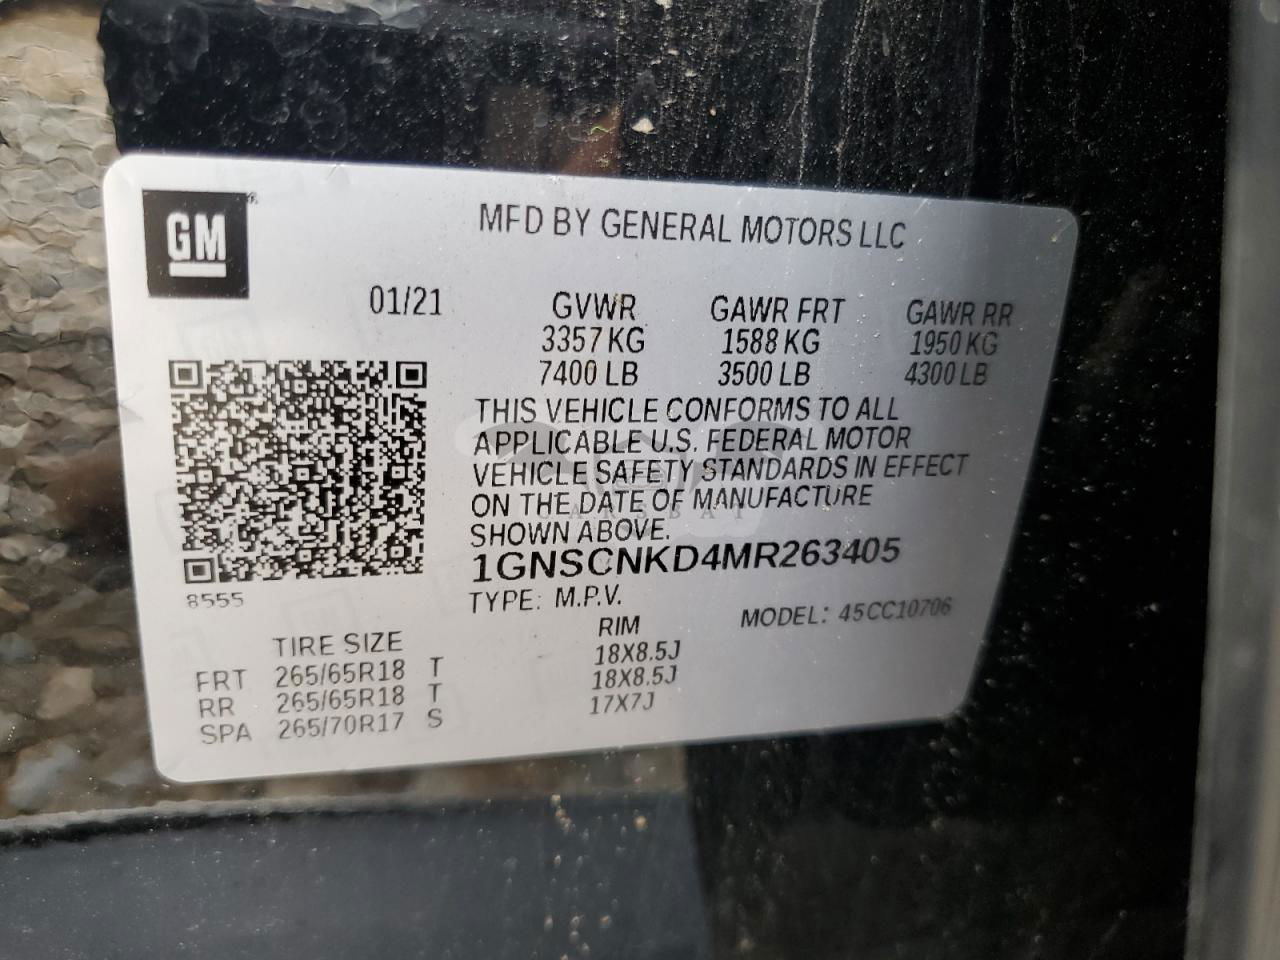 GM
MFD BY GENERAL MOTORS LLC
01/21 GVWR GAWR FRT GAWR RR
3357 KG 1588 KG 1950 KG
7400 LB 3500 LB 4300 LB
THIS VEHICLE CONFORMS TO ALL
APPLICABLE U.S. FEDERAL MOTOR
VEHICLE SAFETY STANDARDS IN EFFECT
ON THE DATE OF MANUFACTURE
SHOWN ABOVE.
1GNSCNKD4MR263405
8555
TYPE: M.P.V. MODEL: 45CC10706
TIRE SIZE RIM
FRT 265/65R18 T 18X8.5J
RR 265/65R18 T 18X8.5J
SPA 265/70R17 S 17X7J